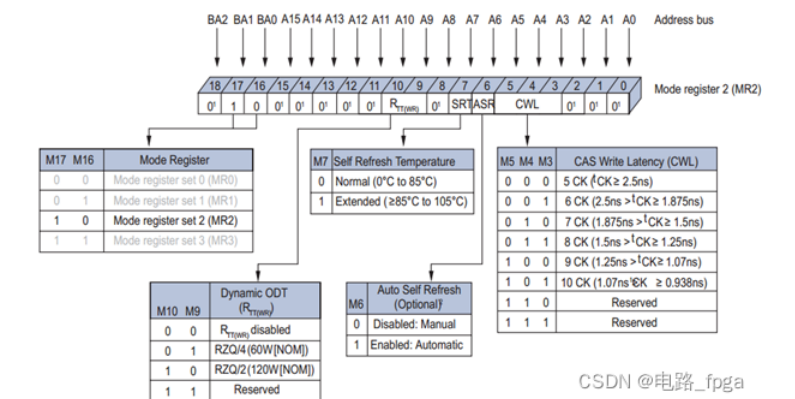 BA2 BA1 BA0 A15 A14 A13 A12 A11 A10 A9 A8 A7 A6 A5 A4 A3 A2 A1 A0 Address bus
18 17 16 15 14 13 12 11 10 9 8 7 6 5 4 3 2 1 0 Mode register 2 (MR2)
0¹ 1 0 0¹ 0¹ 0¹ 0¹ 0¹ RTT(WR) 0¹ SRT ASR CWL 0¹ 0¹ 0¹
M17 M16 Mode Register
0 0 Mode register set 0 (MR0)
0 1 Mode register set 1 (MR1)
1 0 Mode register set 2 (MR2)
1 1 Mode register set 3 (MR3)
M7 Self Refresh Temperature
0 Normal (0°C to 85°C)
1 Extended (≥85°C to 105°C)
M5 M4 M3 CAS Write Latency (CWL)
0 0 0 5 CK (tCK ≥ 2.5ns)
0 0 1 6 CK (2.5ns > tCK ≥ 1.875ns)
0 1 0 7 CK (1.875ns > tCK ≥ 1.5ns)
0 1 1 8 CK (1.5ns > tCK ≥ 1.25ns)
1 0 0 9 CK (1.25ns > tCK ≥ 1.07ns)
1 0 1 10 CK (1.07ns tCK ≥ 0.938ns)
1 1 0 Reserved
1 1 1 Reserved
M10 M9 Dynamic ODT
(RTT(WR))
0 0 RTT(WR) disabled
0 1 RZQ/4 (60W[NOM])
1 0 RZQ/2 (120W[NOM])
1 1 Reserved
M6 Auto Self Refresh
(Optional)
0 Disabled: Manual
1 Enabled: Automatic
CSDN @电路_fpga